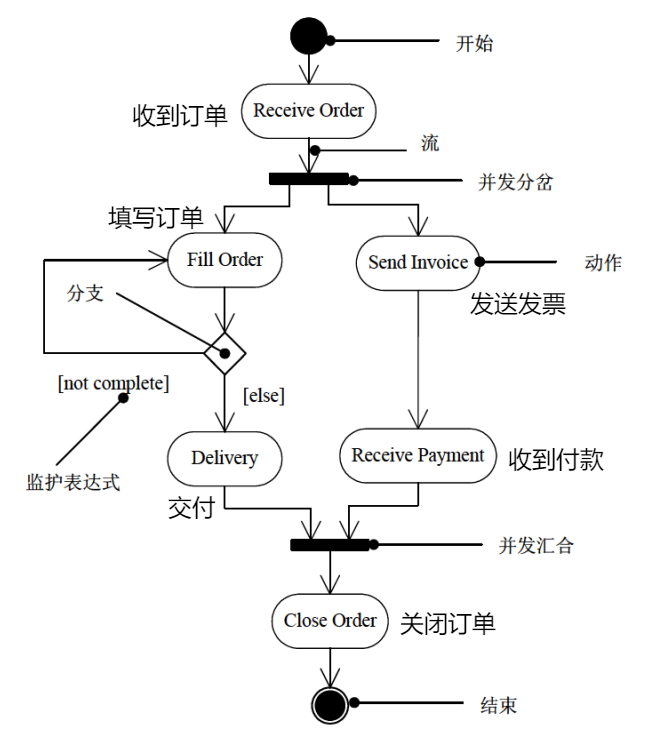 开始
Receive Order
收到订单
流
并发分岔
填写订单
Fill Order
Send Invoice
动作
分支
发送发票
[not complete]
[else]
Delivery
Receive Payment
收到付款
监护表达式
交付
并发汇合
Close Order
关闭订单
结束